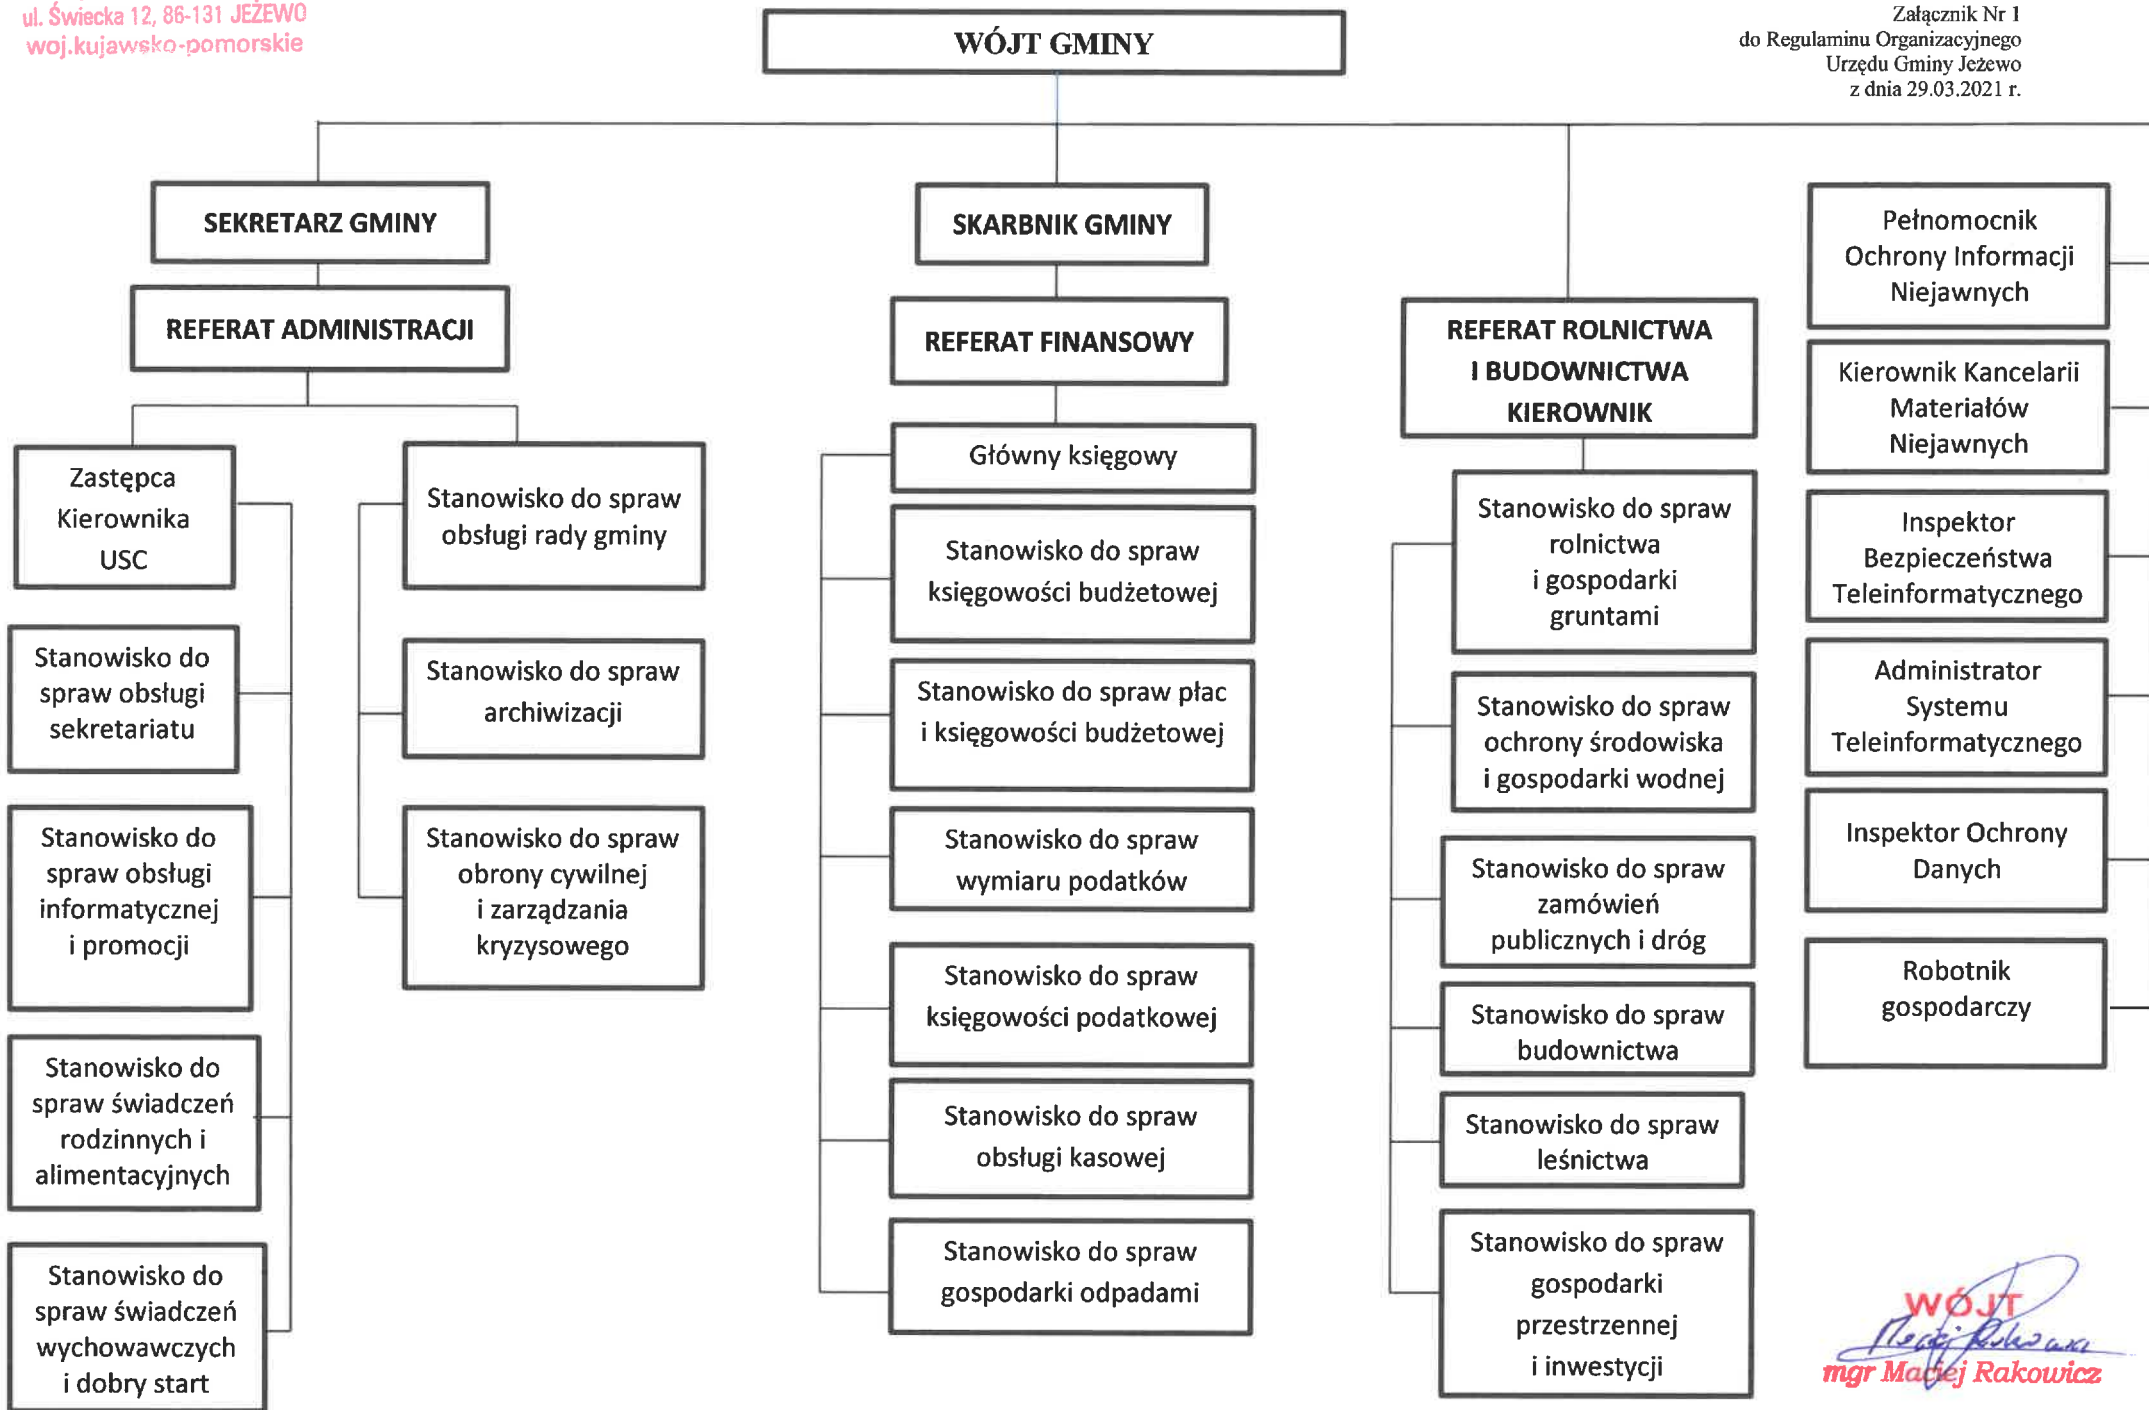 ul. Świecka 12, 86-131 JEŻEWO
woj.kujawsko-pomorskie
Załącznik Nr 1
do Regulaminu Organizacyjnego
Urzędu Gminy Jeżewo
z dnia 29.03.2021 r.
WÓJT GMINY
SEKRETARZ GMINY
REFERAT ADMINISTRACJI
Zastępca
Kierownika
USC
Stanowisko do
spraw obsługi
sekretariatu
Stanowisko do
spraw obsługi
informatycznej
i promocji
Stanowisko do
spraw świadczeń
rodzinnych i
alimentacyjnych
Stanowisko do
spraw świadczeń
wychowawczych
i dobry start
Stanowisko do spraw
obsługi rady gminy
Stanowisko do spraw
archiwizacji
Stanowisko do spraw
obrony cywilnej
i zarządzania
kryzysowego
SKARBNIK GMINY
REFERAT FINANSOWY
Główny księgowy
Stanowisko do spraw
księgowości budżetowej
Stanowisko do spraw płac
i księgowości budżetowej
Stanowisko do spraw
wymiaru podatków
Stanowisko do spraw
księgowości podatkowej
Stanowisko do spraw
obsługi kasowej
Stanowisko do spraw
gospodarki odpadami
REFERAT ROLNICTWA
I BUDOWNICTWA
KIEROWNIK
Stanowisko do spraw
rolnictwa
i gospodarki
gruntami
Stanowisko do spraw
ochrony środowiska
i gospodarki wodnej
Stanowisko do spraw
zamówień
publicznych i dróg
Stanowisko do spraw
budownictwa
Stanowisko do spraw
leśnictwa
Stanowisko do spraw
gospodarki
przestrzennej
i inwestycji
Pełnomocnik
Ochrony Informacji
Niejawnych
Kierownik Kancelarii
Materiałów
Niejawnych
Inspektor
Bezpieczeństwa
Teleinformatycznego
Administrator
Systemu
Teleinformatycznego
Inspektor Ochrony
Danych
Robotnik
gospodarczy
WÓJT
mgr Maciej Rakowicz